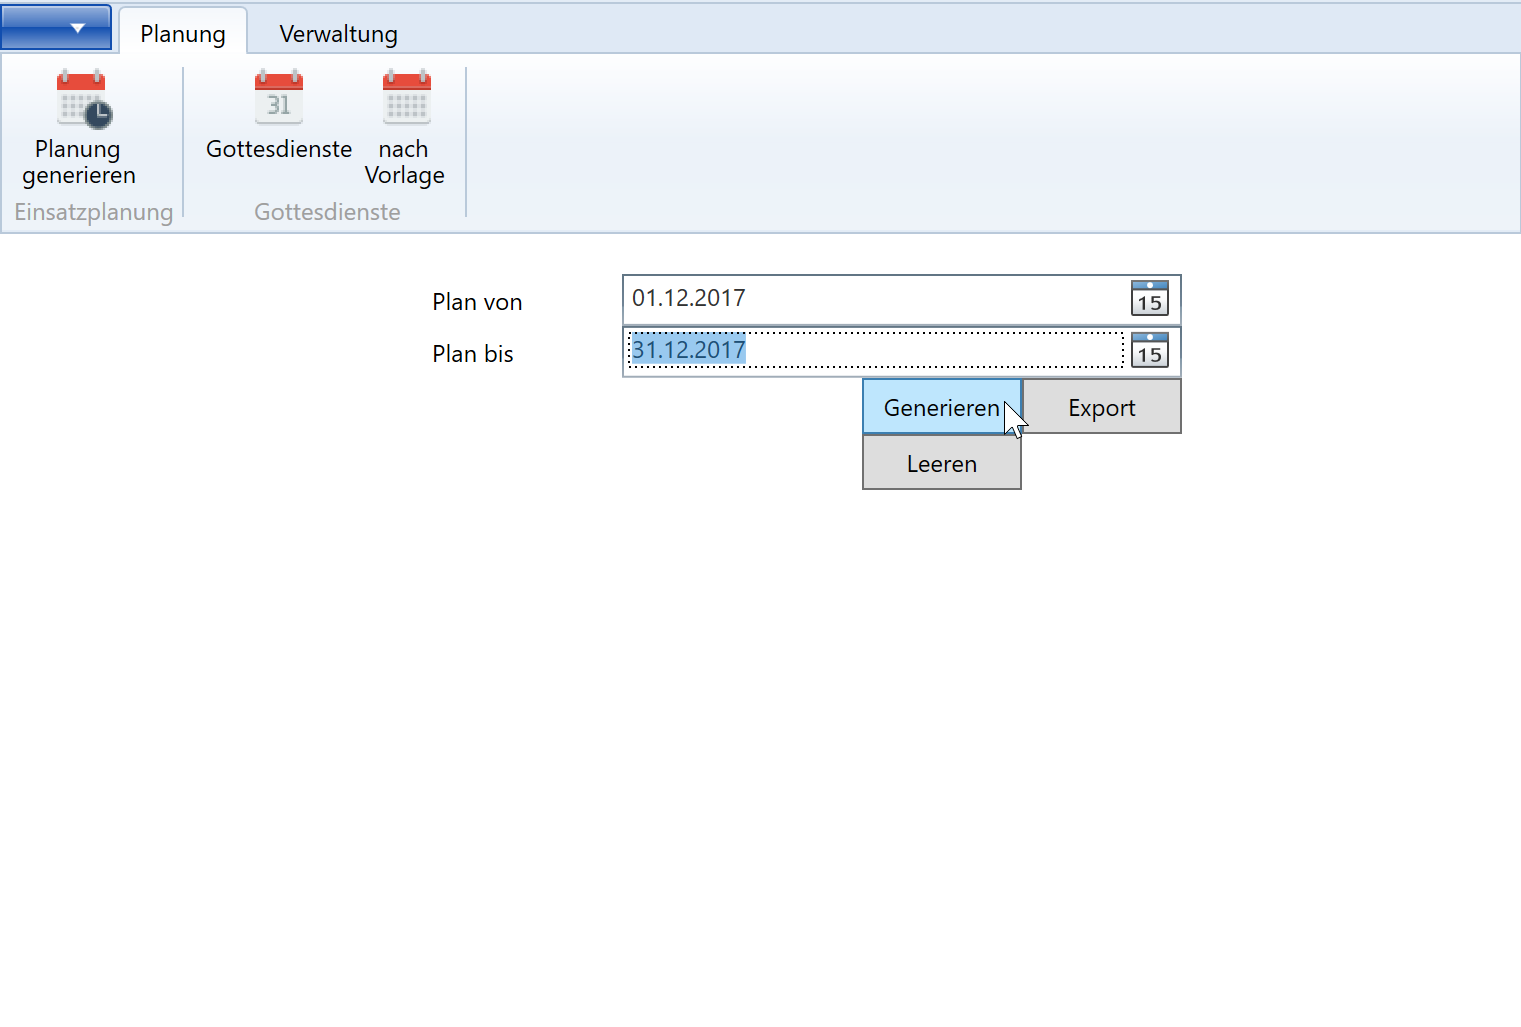 Planung
Verwaltung
31
Planung
generieren
Gottesdienste
nach
Vorlage
Einsatzplanung
Gottesdienste
Plan von
01.12.2017
15
Plan bis
31.12.2017
15
Generieren
Export
Leeren